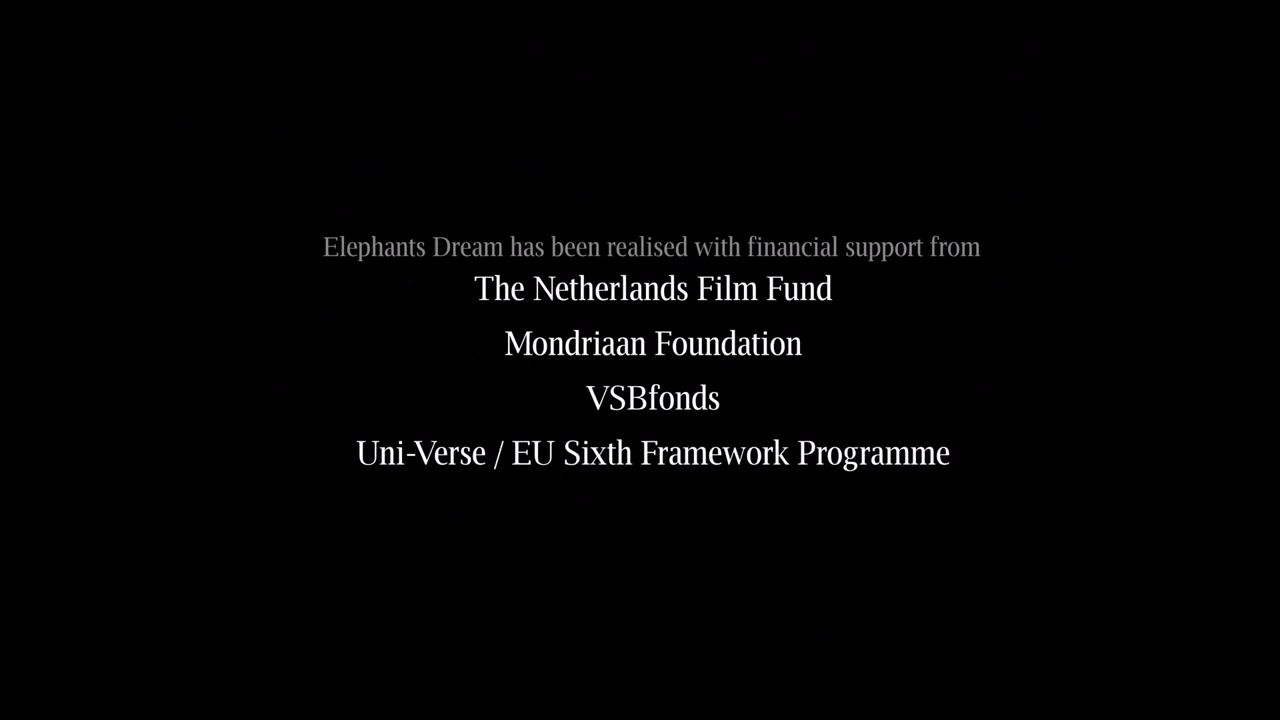 Elephants Dream has been realised with financial support from
The Netherlands Film Fund
Mondriaan Foundation
VSBfonds
Uni-Verse / EU Sixth Framework Programme